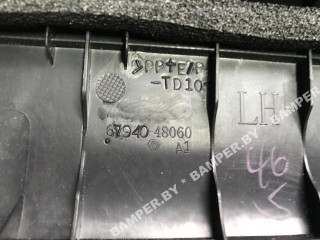 >PP+E/P
-TD10<
67940-48060
A1
LH
46
S
BAMPER.BY * BAMPER.BY * BAMPER.BY